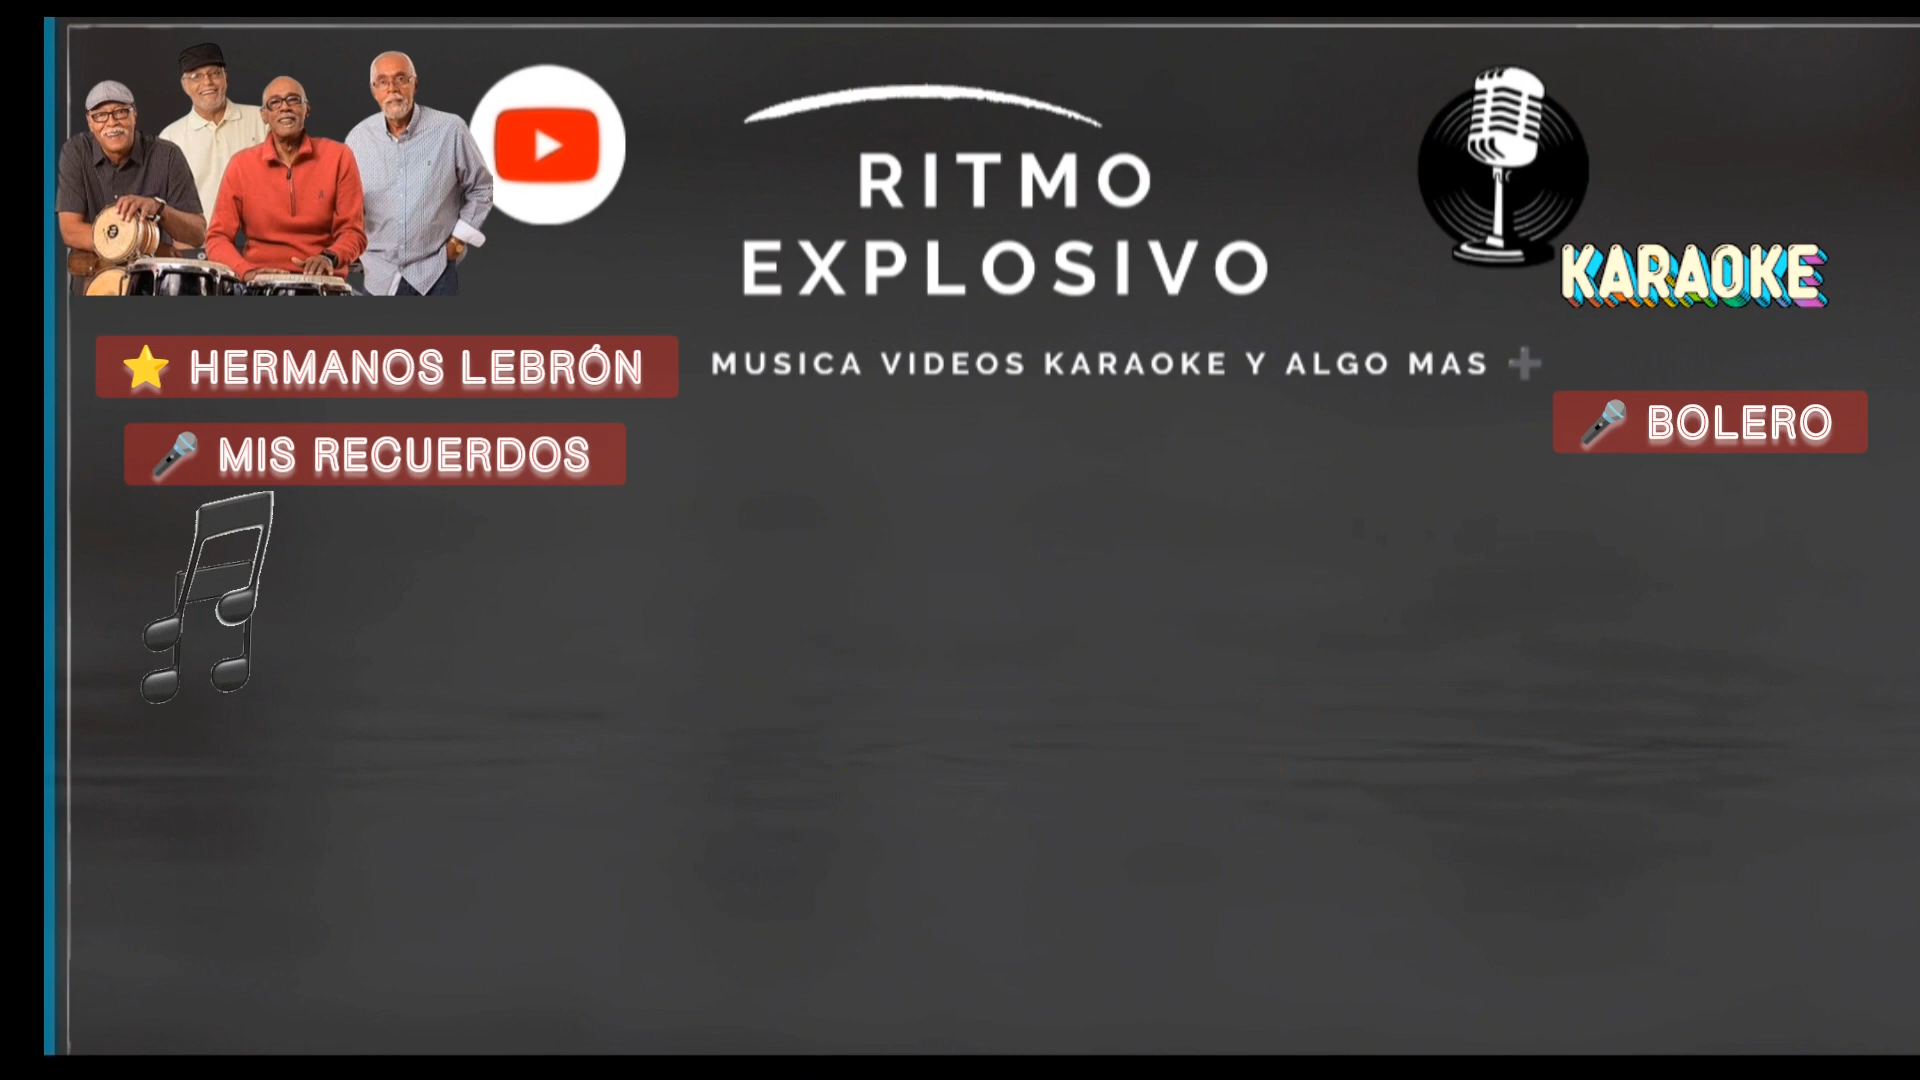 RITMO
EXPLOSIVO
KARAOKE
⭐ HERMANOS LEBRÓN
MUSICA VIDEOS KARAOKE Y ALGO MAS ➕
🎤 BOLERO
🎤 MIS RECUERDOS